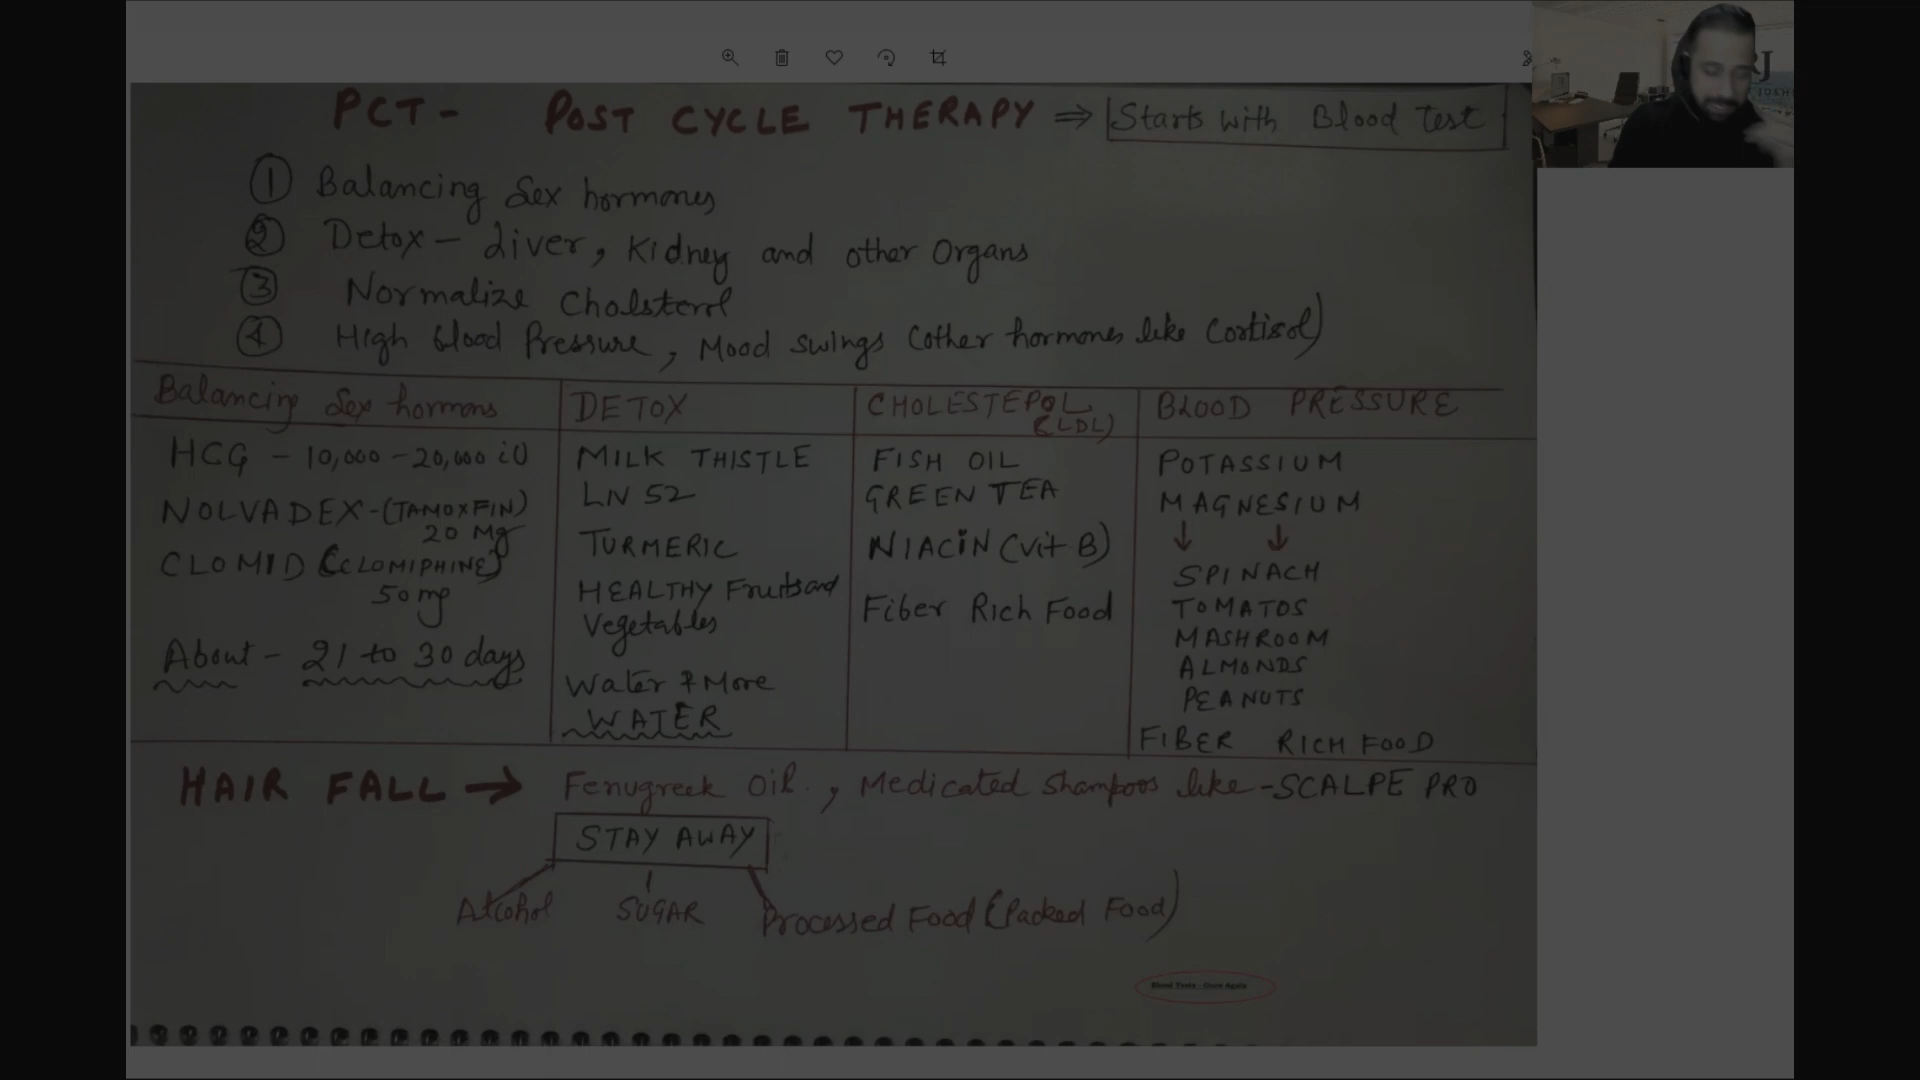 PCT - POST CYCLE THERAPY ⇒ Starts with Blood Test
① Balancing Sex hormones
② Detox - Liver, Kidney and other Organs
③ Normalize Cholsterol
④ High blood Pressure, Mood swings (other hormones like Cortisol)
Balancing Sex hormons
HCG - 10,000 - 20,000 iU
NOLVADEX - (TAMOXFIN)
20 Mg
CLOMID (CLOMIPHINE)
50 mg
About - 21 to 30 days
DETOX
MILK THISTLE
LN 52
TURMERIC
HEALTHY Fruits and
Vegetables
Water & More
WATER
CHOLESTEROL
(LDL)
FISH OIL
GREEN TEA
NIACIN (Vit B)
Fiber Rich Food
BLOOD PRESSURE
POTASSIUM
MAGNESIUM
↓ ↓
SPINACH
TOMATOS
MASHROOM
ALMONDS
PEANUTS
FIBER RICH FOOD
HAIR FALL → Fenugreek Oil, Medicated Shampoos like - SCALPE PRO
STAY AWAY
Alcohol SUGAR Processed Food (Packed Food)
Blood Tests - Once Again